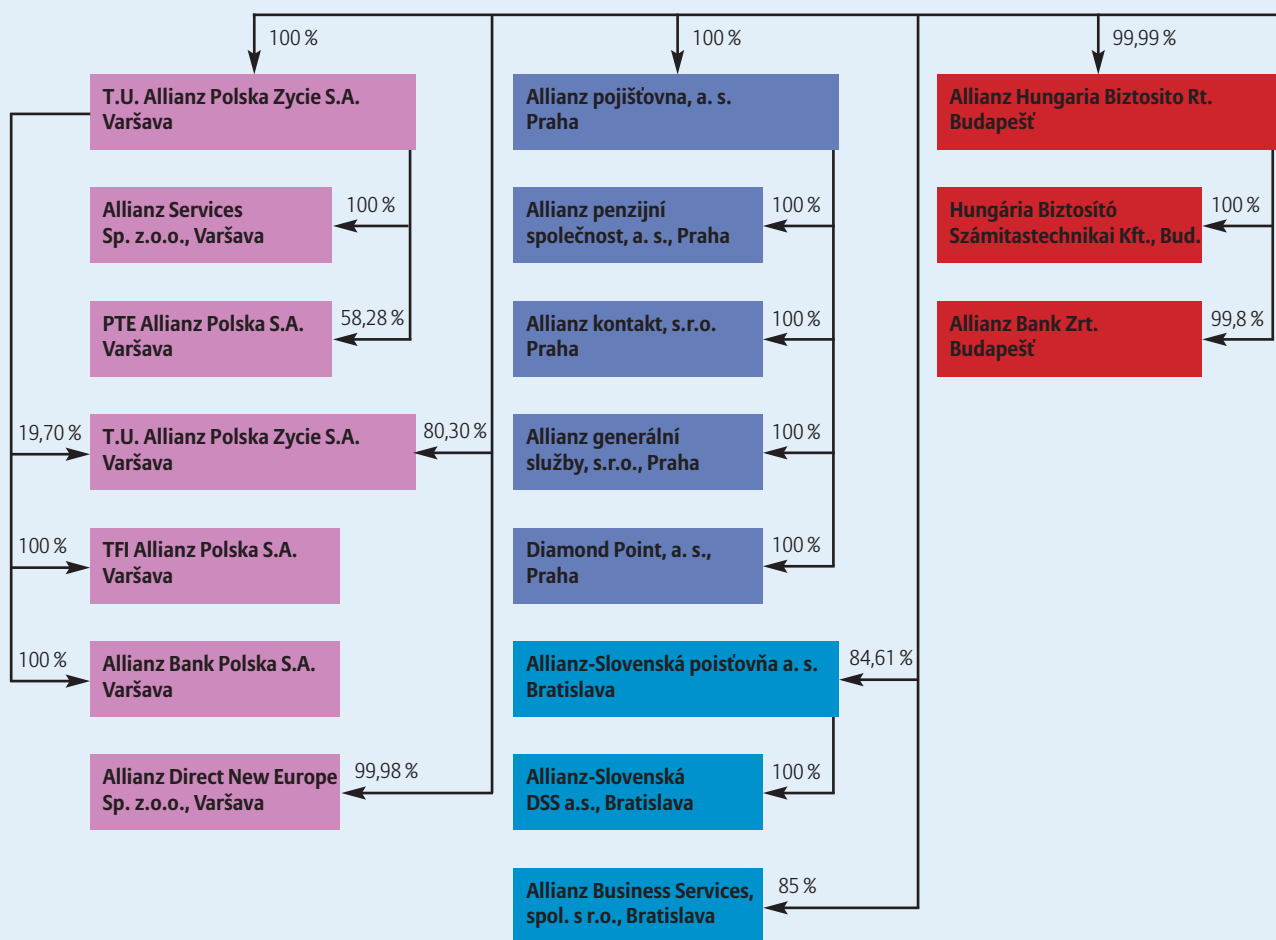 100 %
100 %
99,99 %
T.U. Allianz Polska Zycie S.A.
Varšava
Allianz pojišťovna, a. s.
Praha
Allianz Hungaria Biztosito Rt.
Budapešť
Allianz Services
Sp. z.o.o., Varšava
100 %
Allianz penzijní
společnost, a. s., Praha
100 %
Hungária Biztosító
Számitastechnikai Kft., Bud.
100 %
PTE Allianz Polska S.A.
Varšava
58,28 %
Allianz kontakt, s.r.o.
Praha
100 %
Allianz Bank Zrt.
Budapešť
99,8 %
19,70 %
T.U. Allianz Polska Zycie S.A.
Varšava
80,30 %
Allianz generální
služby, s.r.o., Praha
100 %
100 %
TFI Allianz Polska S.A.
Varšava
Diamond Point, a. s.,
Praha
100 %
100 %
Allianz Bank Polska S.A.
Varšava
Allianz-Slovenská poisťovňa a. s.
Bratislava
84,61 %
Allianz Direct New Europe
Sp. z.o.o., Varšava
99,98 %
Allianz-Slovenská
DSS a.s., Bratislava
100 %
Allianz Business Services,
spol. s r.o., Bratislava
85 %